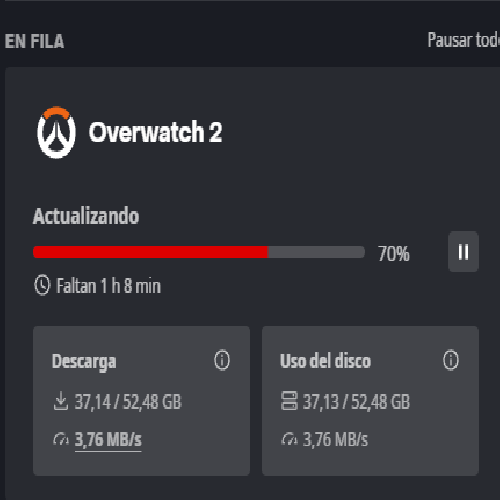 EN FILA
Pausar tod
Overwatch 2
Actualizando
70%
Faltan 1 h 8 min
Descarga
Uso del disco
37,14 / 52,48 GB
37,13 / 52,48 GB
3,76 MB/s
3,76 MB/s